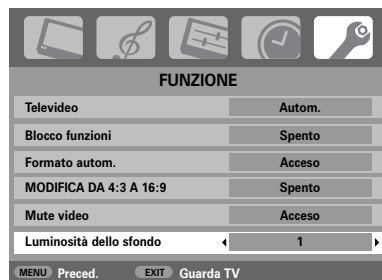 FUNZIONE
Televideo Autom.
Blocco funzioni Spento
Formato autom. Acceso
MODIFICA DA 4:3 A 16:9 Spento
Mute video Acceso
Luminosità dello sfondo 1
MENU Preced. EXIT Guarda TV